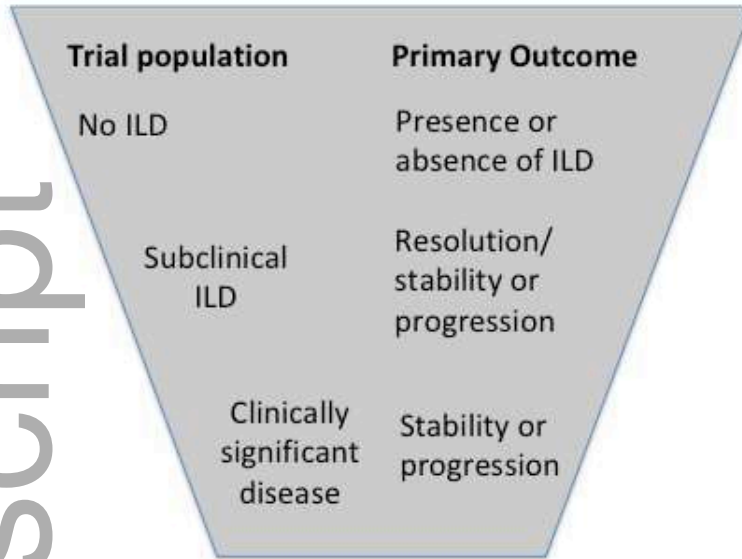 Trial population Primary Outcome
No ILD
Presence or
absence of ILD
Subclinical
ILD
Resolution/
stability or
progression
Clinically
significant
disease
Stability or
progression
script